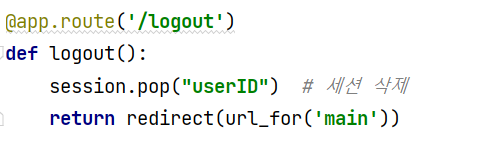 @app.route('/logout')
def logout():
    session.pop("userID")  # 세션 삭제
    return redirect(url_for('main'))